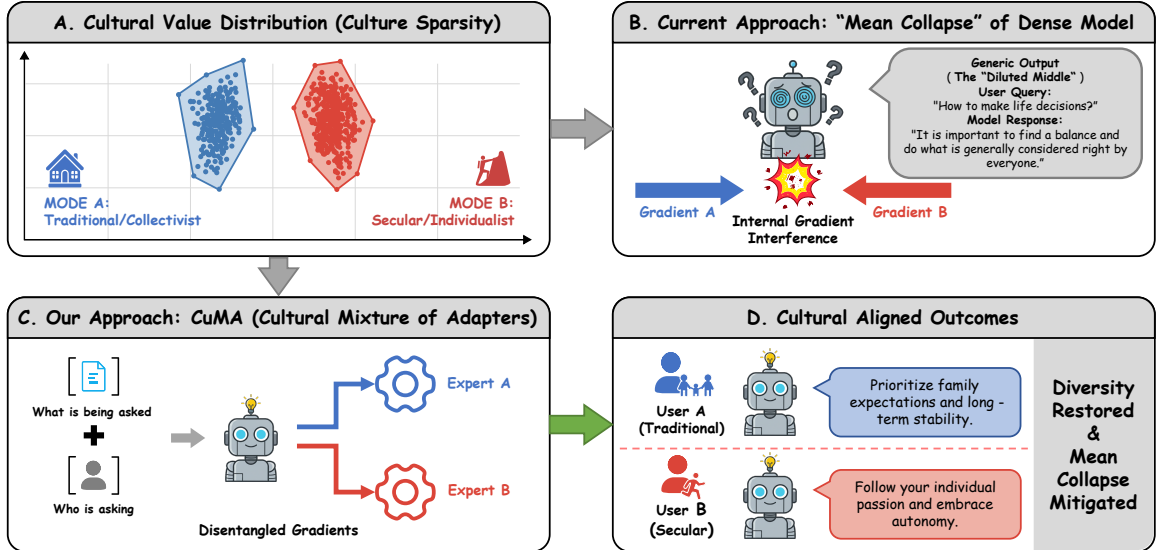 A. Cultural Value Distribution (Culture Sparsity)
MODE A:
Traditional/Collectivist
MODE B:
Secular/Individualist
B. Current Approach: “Mean Collapse” of Dense Model
Generic Output
( The “Diluted Middle“ )
User Query:
"How to make life decisions?”
Model Response:
"It is important to find a balance and
do what is generally considered right by
everyone.”
Gradient A
Gradient B
Internal Gradient
Interference
C. Our Approach: CuMA (Cultural Mixture of Adapters)
What is being asked
+
Who is asking
Expert A
Expert B
Disentangled Gradients
D. Cultural Aligned Outcomes
User A
(Traditional)
Prioritize family
expectations and long -
term stability.
User B
(Secular)
Follow your individual
passion and embrace
autonomy.
Diversity
Restored
&
Mean
Collapse
Mitigated